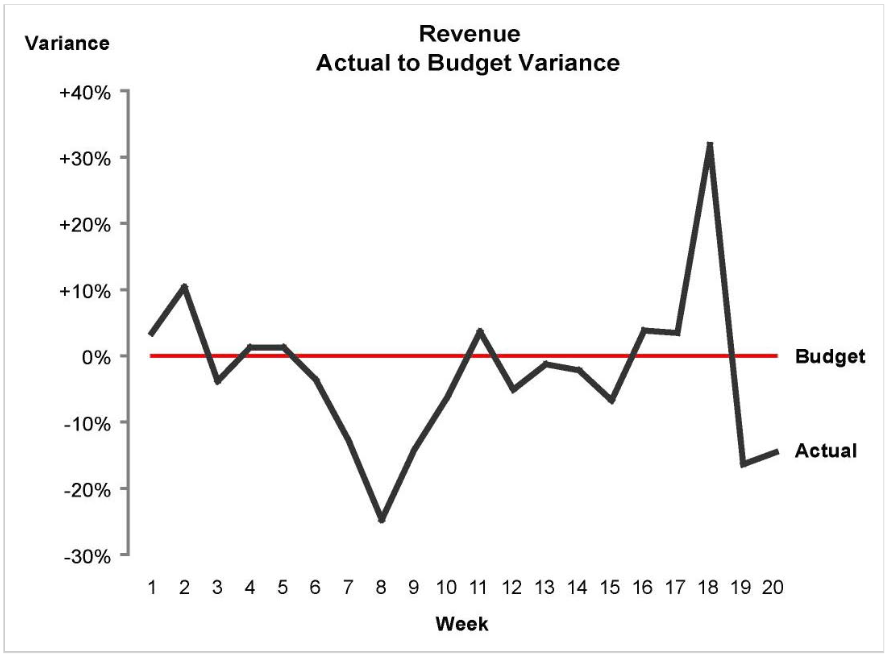 Revenue
Actual to Budget Variance
Variance
+40%
+30%
+20%
+10%
0%
-10%
-20%
-30%
Budget
Actual
1 2 3 4 5 6 7 8 9 10 11 12 13 14 15 16 17 18 19 20
Week